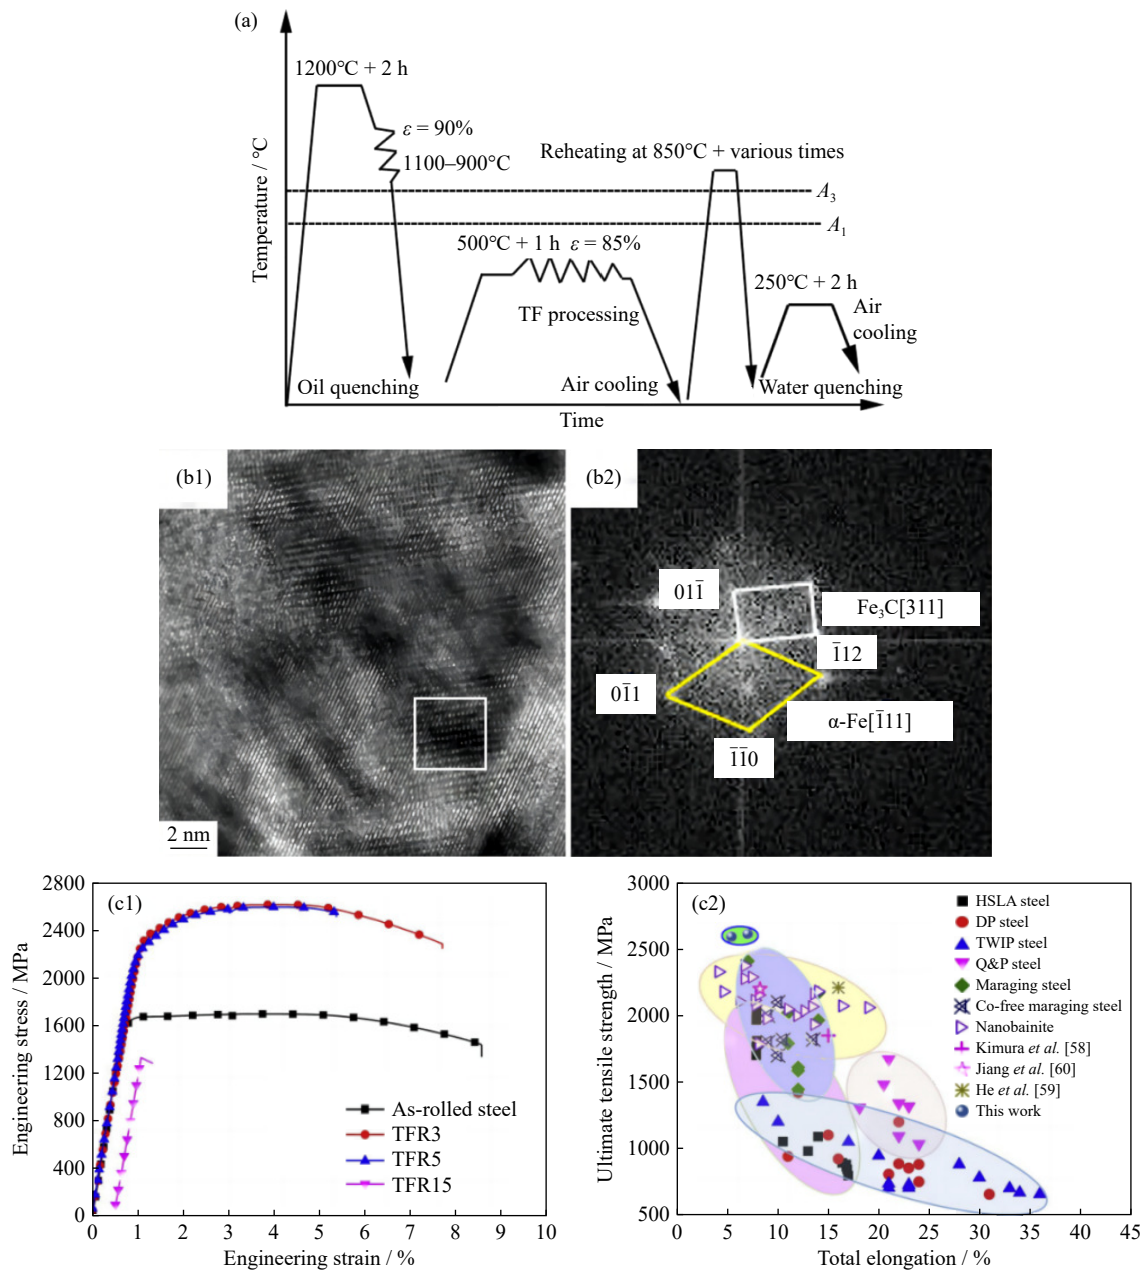 (a)
1200°C + 2 h
ε = 90%
1100–900°C
Reheating at 850°C + various times
A3
A1
500°C + 1 h ε = 85%
250°C + 2 h
TF processing
Air
cooling
Oil quenching
Air cooling
Water quenching
Temperature / °C
Time
(b1)
2 nm
(b2)
011̅
Fe₃C[311]
1̅12
01̅1
α-Fe[1̅11]
1̅1̅0
(c1)
2800
2400
2000
1600
1200
800
400
0
Engineering stress / MPa
As-rolled steel
TFR3
TFR5
TFR15
0 1 2 3 4 5 6 7 8 9 10
Engineering strain / %
(c2)
3000
2500
2000
1500
1000
500
Ultimate tensile strength / MPa
HSLA steel
DP steel
TWIP steel
Q&P steel
Maraging steel
Co-free maraging steel
Nanobainite
Kimura et al. [58]
Jiang et al. [60]
He et al. [59]
This work
0 5 10 15 20 25 30 35 40 45
Total elongation / %